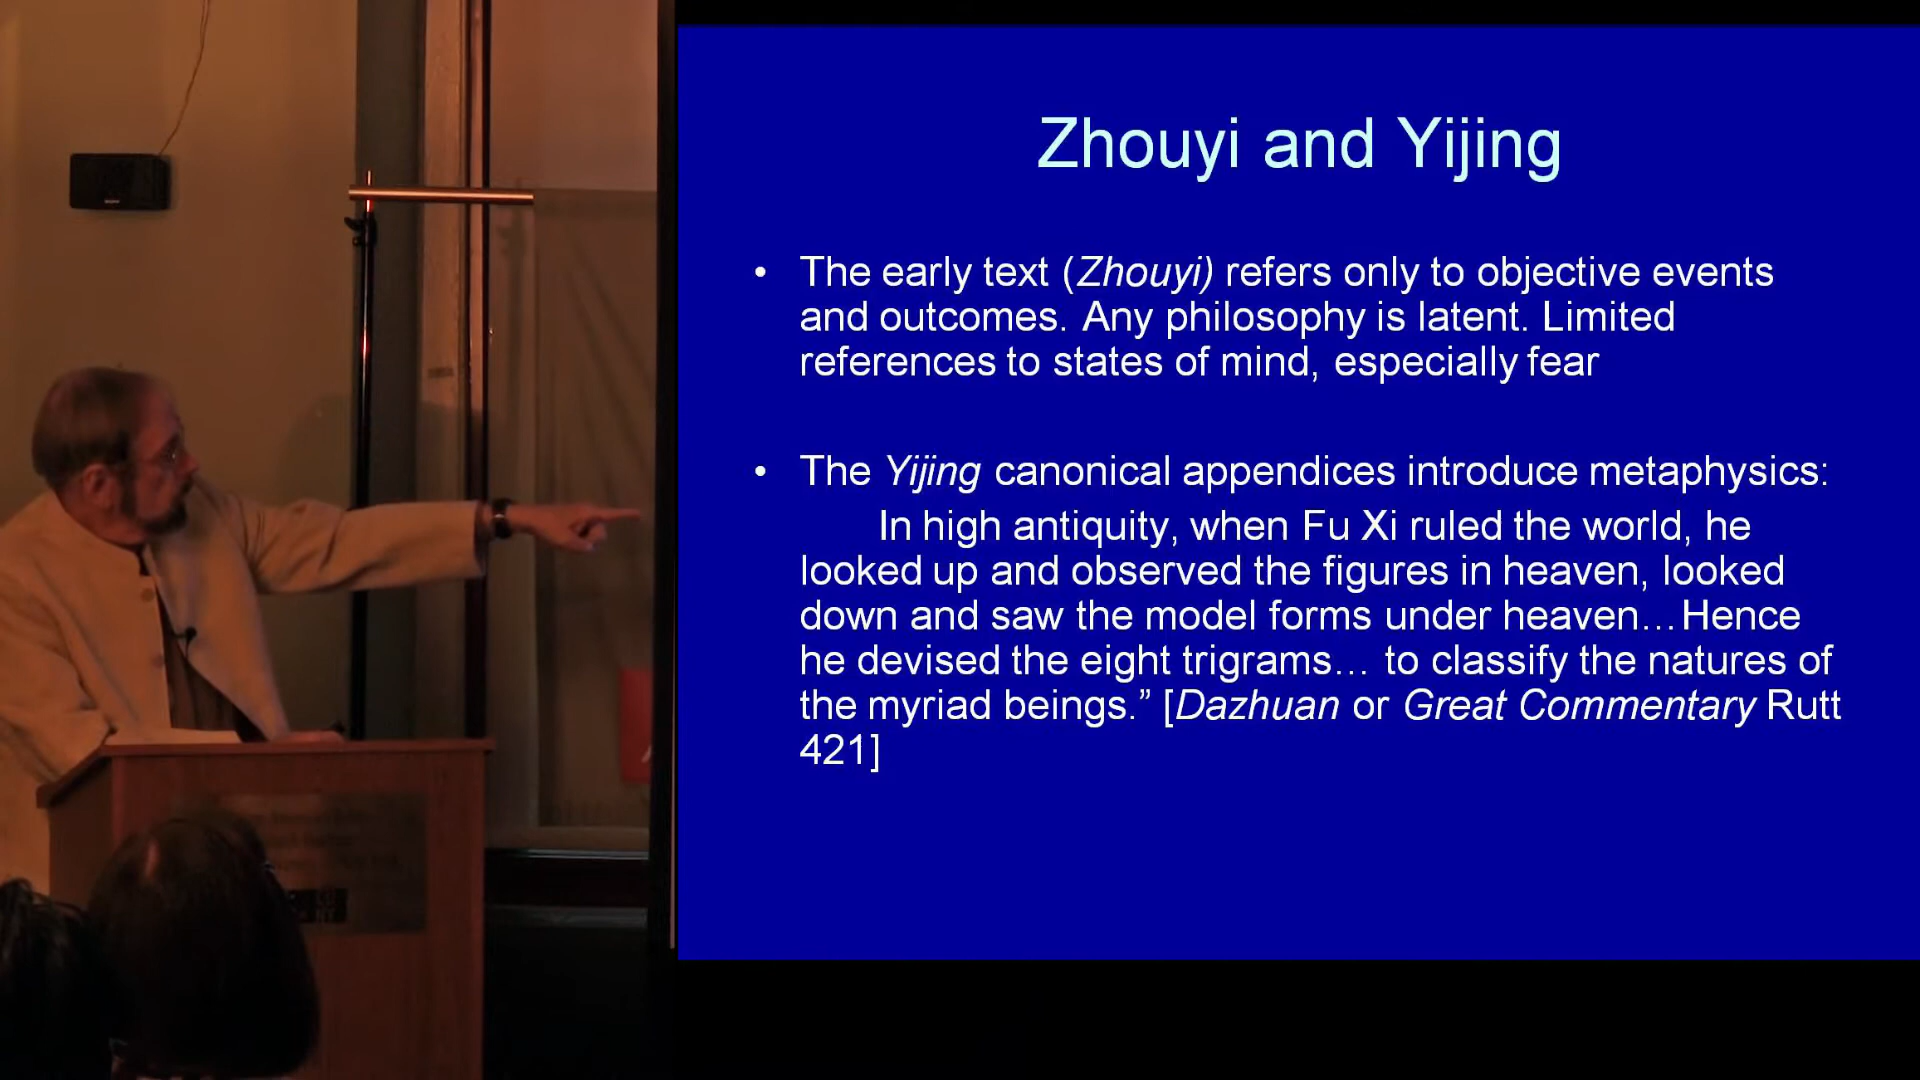 Zhouyi and Yijing
• The early text (Zhouyi) refers only to objective events
and outcomes. Any philosophy is latent. Limited
references to states of mind, especially fear
• The Yijing canonical appendices introduce metaphysics:
In high antiquity, when Fu Xi ruled the world, he
looked up and observed the figures in heaven, looked
down and saw the model forms under heaven…Hence
he devised the eight trigrams… to classify the natures of
the myriad beings.” [Dazhuan or Great Commentary Rutt
421]